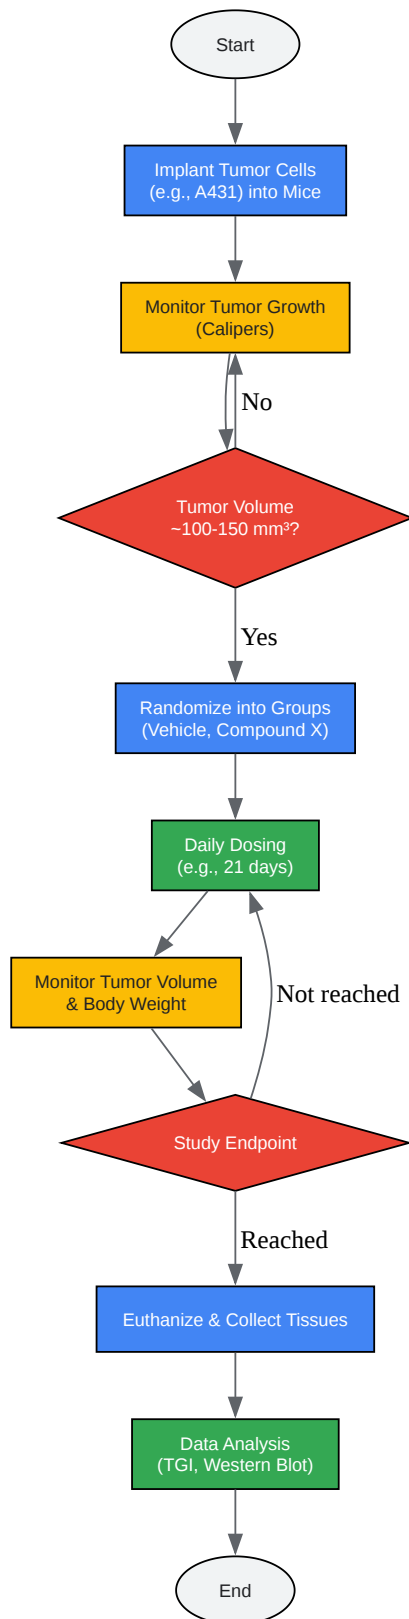 Start
Implant Tumor Cells
(e.g., A431) into Mice
Monitor Tumor Growth
(Calipers)
No
Tumor Volume
~100-150 mm³?
Yes
Randomize into Groups
(Vehicle, Compound X)
Daily Dosing
(e.g., 21 days)
Monitor Tumor Volume
& Body Weight
Not reached
Study Endpoint
Reached
Euthanize & Collect Tissues
Data Analysis
(TGI, Western Blot)
End